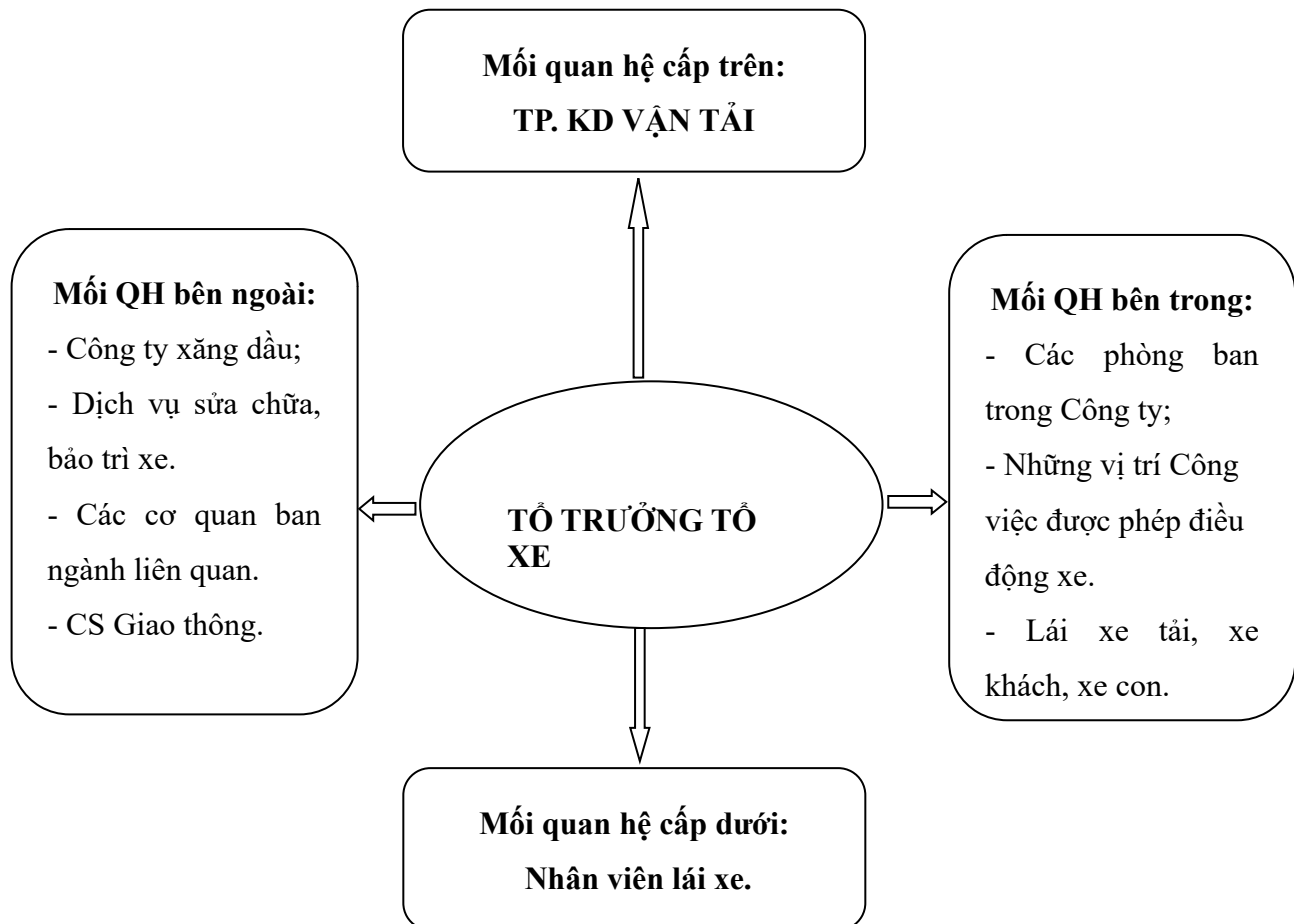 Mối quan hệ cấp trên:
TP. KD VẬN TẢI
Mối QH bên ngoài:
- Công ty xăng dầu;
- Dịch vụ sửa chữa,
bảo trì xe.
- Các cơ quan ban
ngành liên quan.
- CS Giao thông.
TỔ TRƯỞNG TỔ
XE
Mối QH bên trong:
- Các phòng ban
trong Công ty;
- Những vị trí Công
việc được phép điều
động xe.
- Lái xe tải, xe
khách, xe con.
Mối quan hệ cấp dưới:
Nhân viên lái xe.